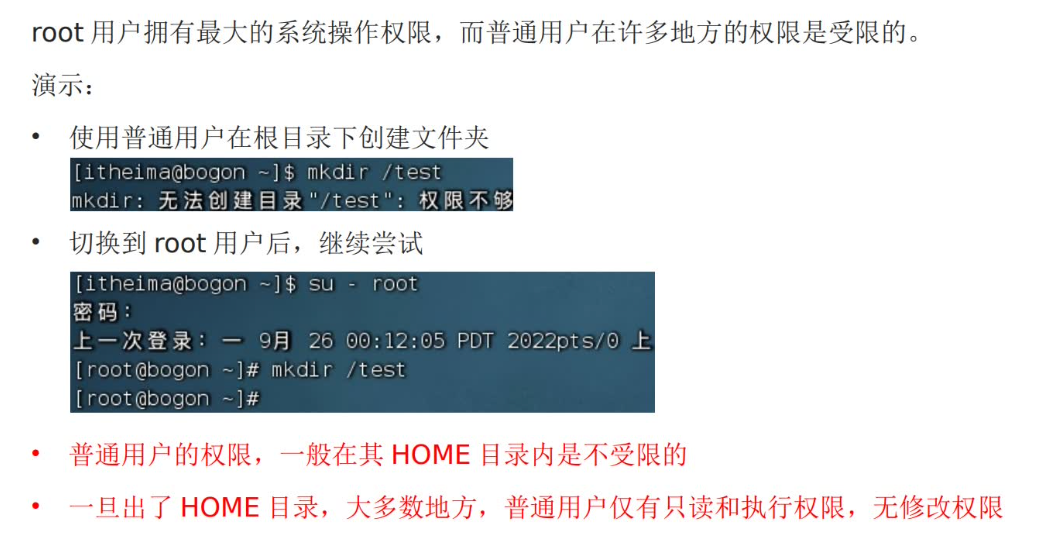 root 用户拥有最大的系统操作权限，而普通用户在许多地方的权限是受限的。
演示：
• 使用普通用户在根目录下创建文件夹
[itheima@bogon ~]$ mkdir /test
mkdir: 无法创建目录"/test": 权限不够
• 切换到 root 用户后，继续尝试
[itheima@bogon ~]$ su - root
密码：
上一次登录：一 9月 26 00:12:05 PDT 2022pts/0 上
[root@bogon ~]# mkdir /test
[root@bogon ~]#
• 普通用户的权限，一般在其 HOME 目录内是不受限的
• 一旦出了 HOME 目录，大多数地方，普通用户仅有只读和执行权限，无修改权限